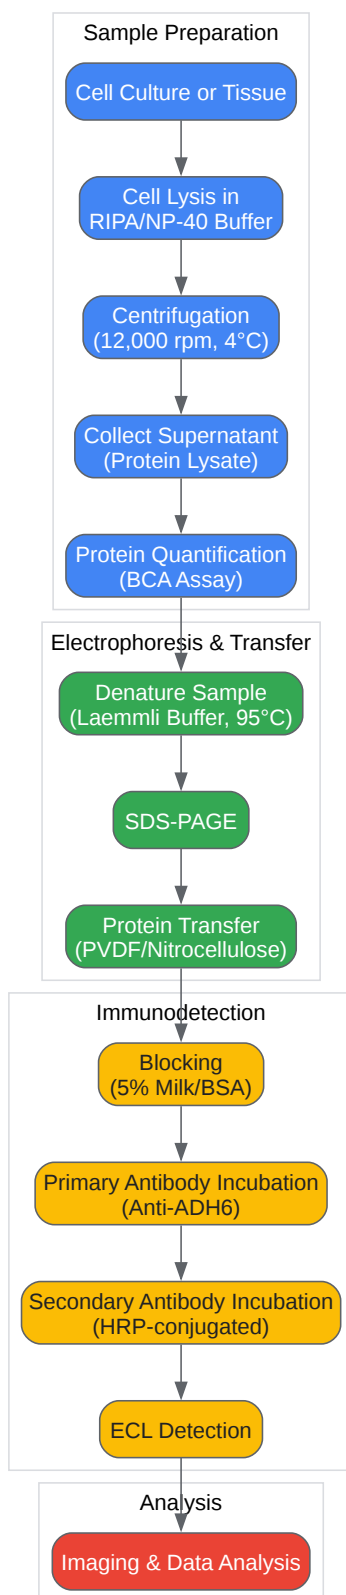 Sample Preparation
Cell Culture or Tissue
Cell Lysis in
RIPA/NP-40 Buffer
Centrifugation
(12,000 rpm, 4°C)
Collect Supernatant
(Protein Lysate)
Protein Quantification
(BCA Assay)
Electrophoresis & Transfer
Denature Sample
(Laemmli Buffer, 95°C)
SDS-PAGE
Protein Transfer
(PVDF/Nitrocellulose)
Immunodetection
Blocking
(5% Milk/BSA)
Primary Antibody Incubation
(Anti-ADH6)
Secondary Antibody Incubation
(HRP-conjugated)
ECL Detection
Analysis
Imaging & Data Analysis